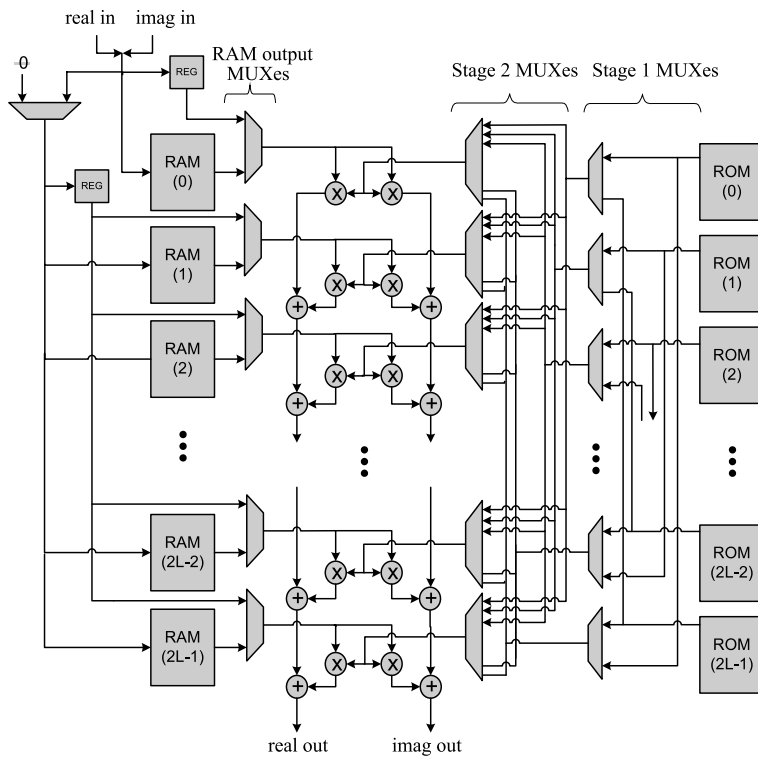 real in
imag in
0
REG
RAM output
MUXes
Stage 2 MUXes
Stage 1 MUXes
RAM
(0)
ROM
(0)
X
X
REG
RAM
(1)
ROM
(1)
X
X
+
+
RAM
(2)
ROM
(2)
X
X
+
+
RAM
(2L-2)
ROM
(2L-2)
X
X
+
+
RAM
(2L-1)
ROM
(2L-1)
X
X
+
+
real out
imag out